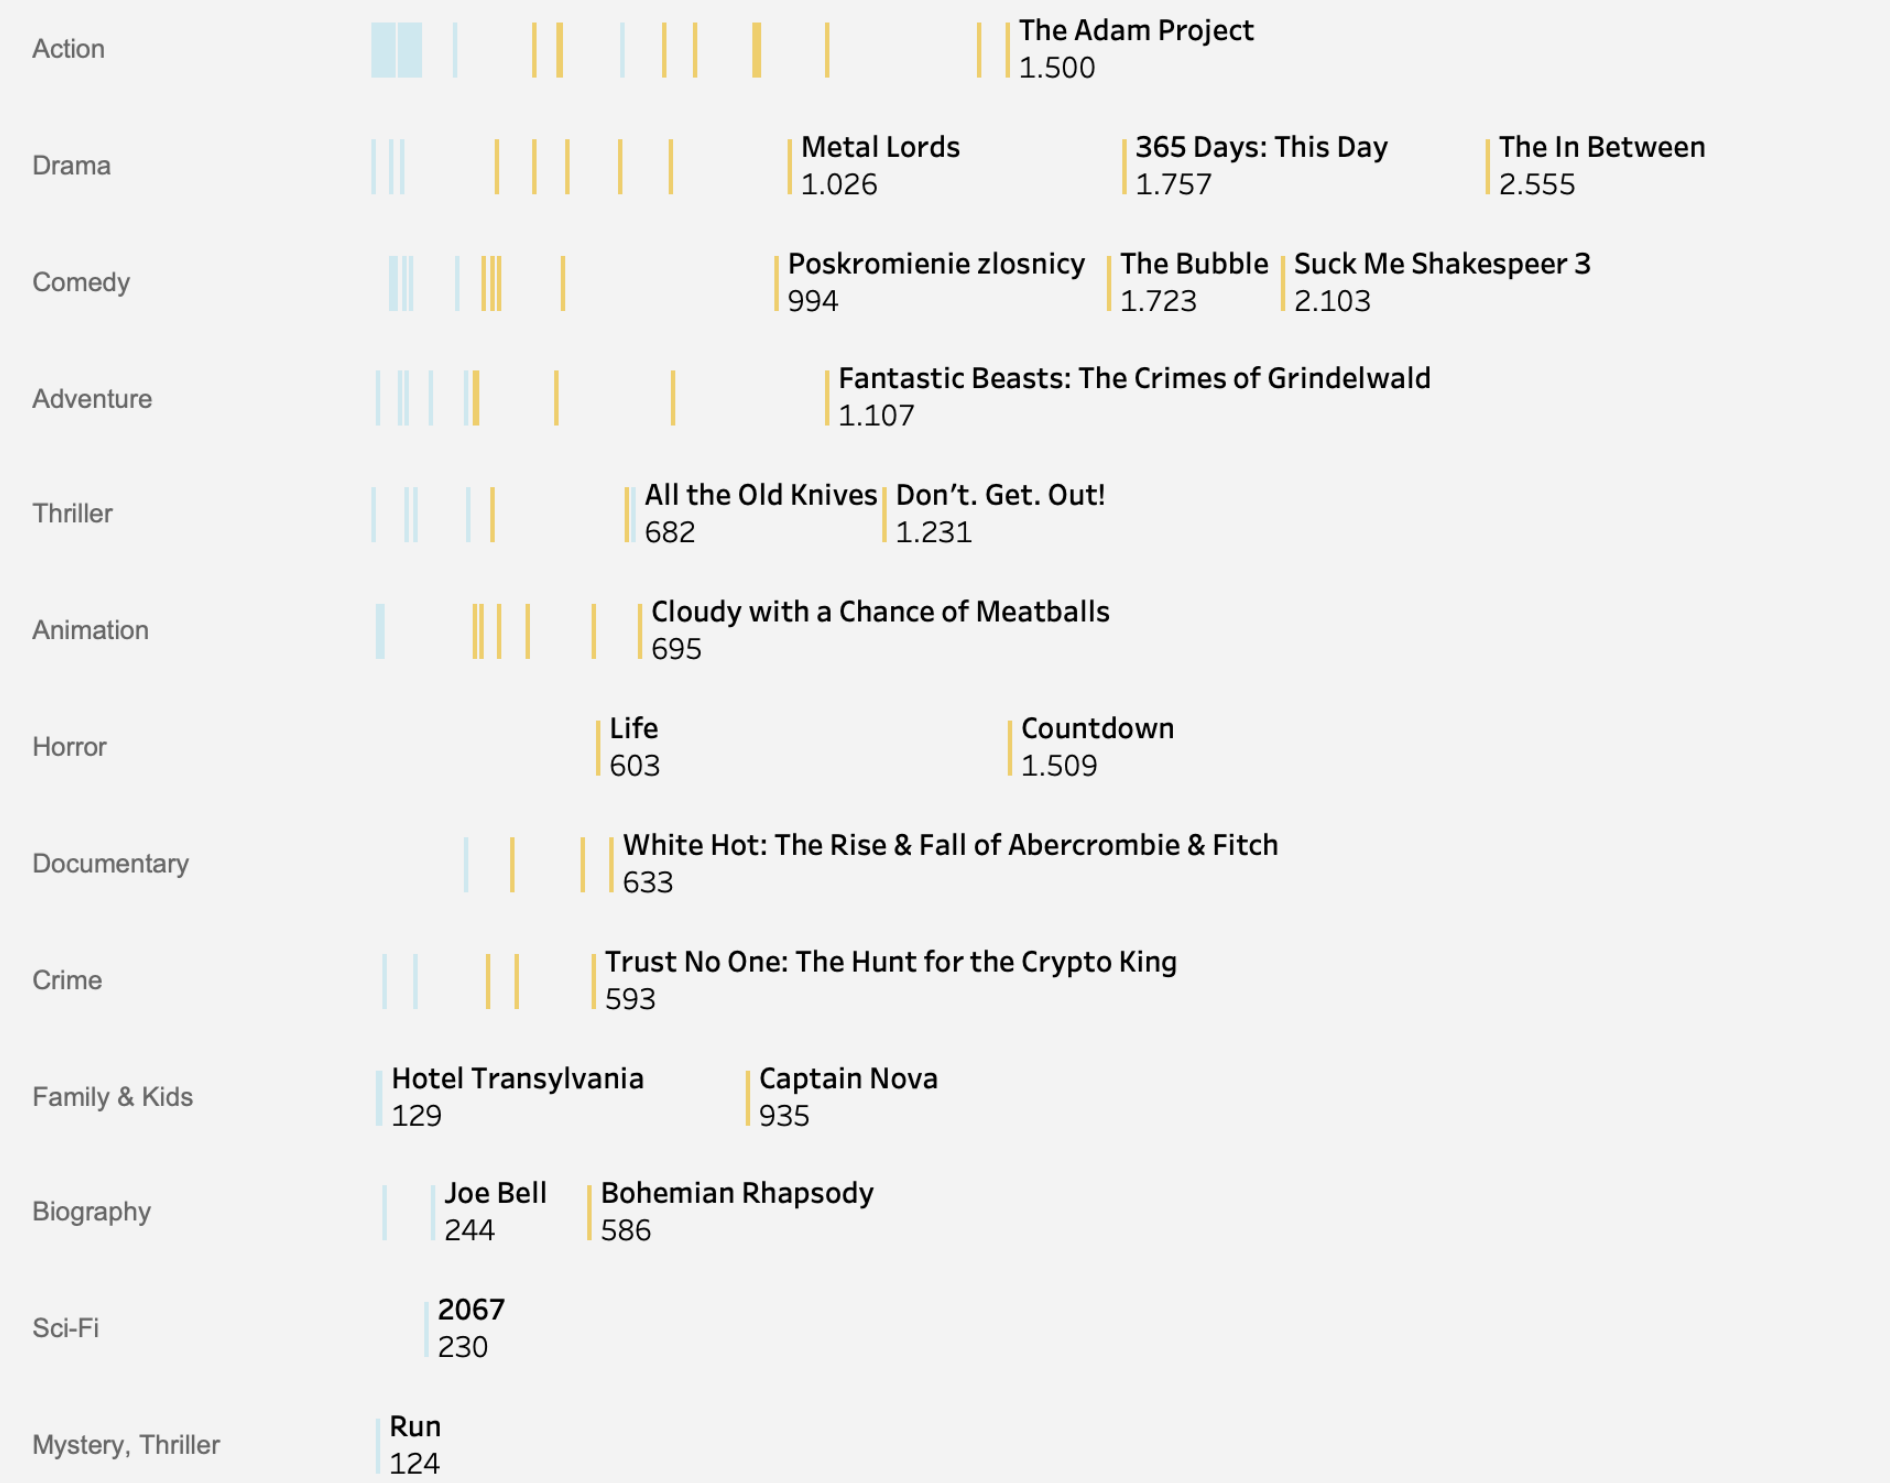 Action
The Adam Project
1.500
Drama
Metal Lords
1.026
365 Days: This Day
1.757
The In Between
2.555
Comedy
Poskromienie zlosnicy
994
The Bubble
1.723
Suck Me Shakespeer 3
2.103
Adventure
Fantastic Beasts: The Crimes of Grindelwald
1.107
Thriller
All the Old Knives
682
Don’t. Get. Out!
1.231
Animation
Cloudy with a Chance of Meatballs
695
Horror
Life
603
Countdown
1.509
Documentary
White Hot: The Rise & Fall of Abercrombie & Fitch
633
Crime
Trust No One: The Hunt for the Crypto King
593
Family & Kids
Hotel Transylvania
129
Captain Nova
935
Biography
Joe Bell
244
Bohemian Rhapsody
586
Sci-Fi
2067
230
Mystery, Thriller
Run
124